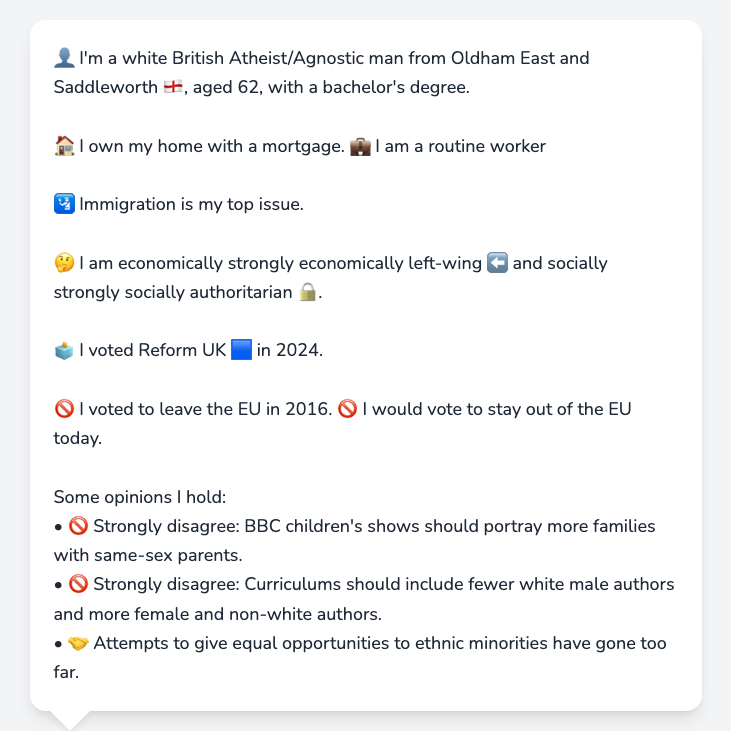 👤 I'm a white British Atheist/Agnostic man from Oldham East and
Saddleworth 🏴󠁧󠁢󠁥󠁮󠁧󠁿, aged 62, with a bachelor's degree.
🏠 I own my home with a mortgage. 💼 I am a routine worker
🛂 Immigration is my top issue.
🤔 I am economically strongly economically left-wing ⬅️ and socially
strongly socially authoritarian 🔒.
🗳️ I voted Reform UK 🟦 in 2024.
🚫 I voted to leave the EU in 2016. 🚫 I would vote to stay out of the EU
today.
Some opinions I hold:
• 🚫 Strongly disagree: BBC children's shows should portray more families
with same-sex parents.
• 🚫 Strongly disagree: Curriculums should include fewer white male authors
and more female and non-white authors.
• 🤝 Attempts to give equal opportunities to ethnic minorities have gone too
far.